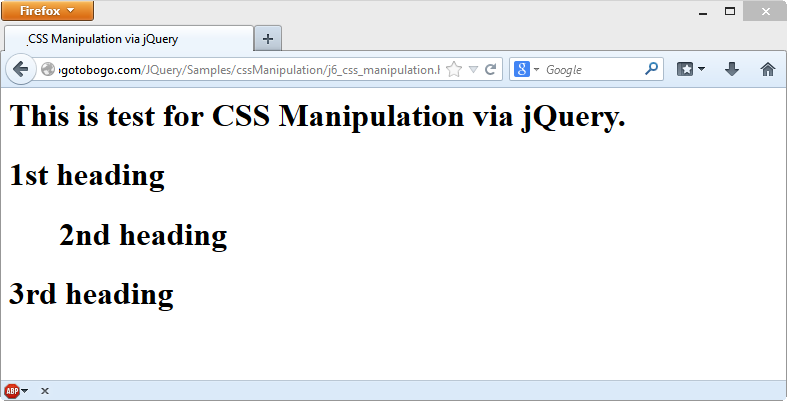 Firefox
CSS Manipulation via jQuery
gotobogo.com/JQuery/Samples/cssManipulation/j6_css_manipulation.
Google
This is test for CSS Manipulation via jQuery.
1st heading
2nd heading
3rd heading
ABP